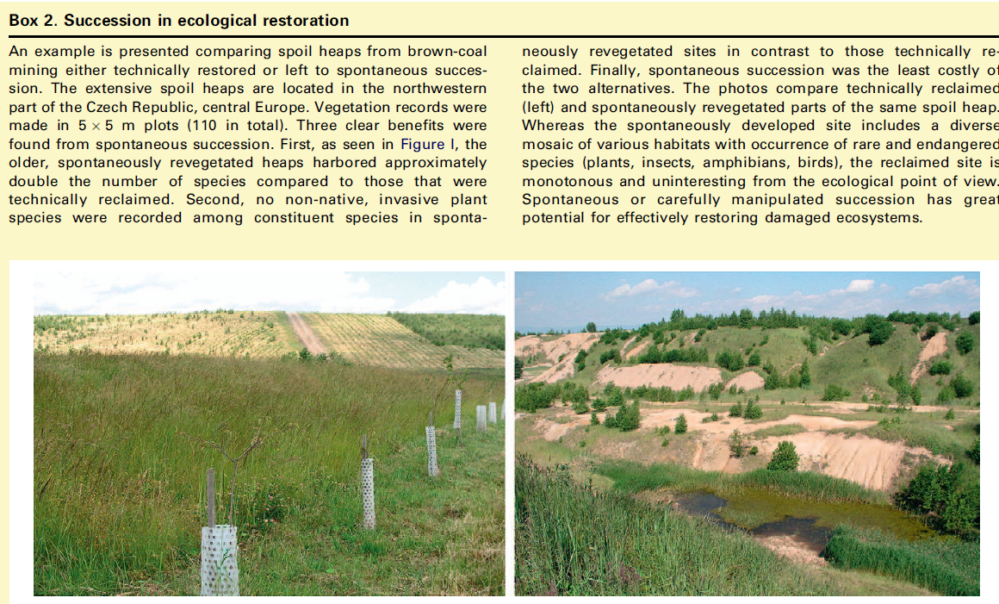 Box 2. Succession in ecological restoration
An example is presented comparing spoil heaps from brown-coal
mining either technically restored or left to spontaneous succes-
sion. The extensive spoil heaps are located in the northwestern
part of the Czech Republic, central Europe. Vegetation records were
made in 5 × 5 m plots (110 in total). Three clear benefits were
found from spontaneous succession. First, as seen in Figure I, the
older, spontaneously revegetated heaps harbored approximately
double the number of species compared to those that were
technically reclaimed. Second, no non-native, invasive plant
species were recorded among constituent species in sponta-
neously revegetated sites in contrast to those technically re-
claimed. Finally, spontaneous succession was the least costly of
the two alternatives. The photos compare technically reclaimed
(left) and spontaneously revegetated parts of the same spoil heap.
Whereas the spontaneously developed site includes a diverse
mosaic of various habitats with occurrence of rare and endangered
species (plants, insects, amphibians, birds), the reclaimed site is
monotonous and uninteresting from the ecological point of view.
Spontaneous or carefully manipulated succession has great
potential for effectively restoring damaged ecosystems.